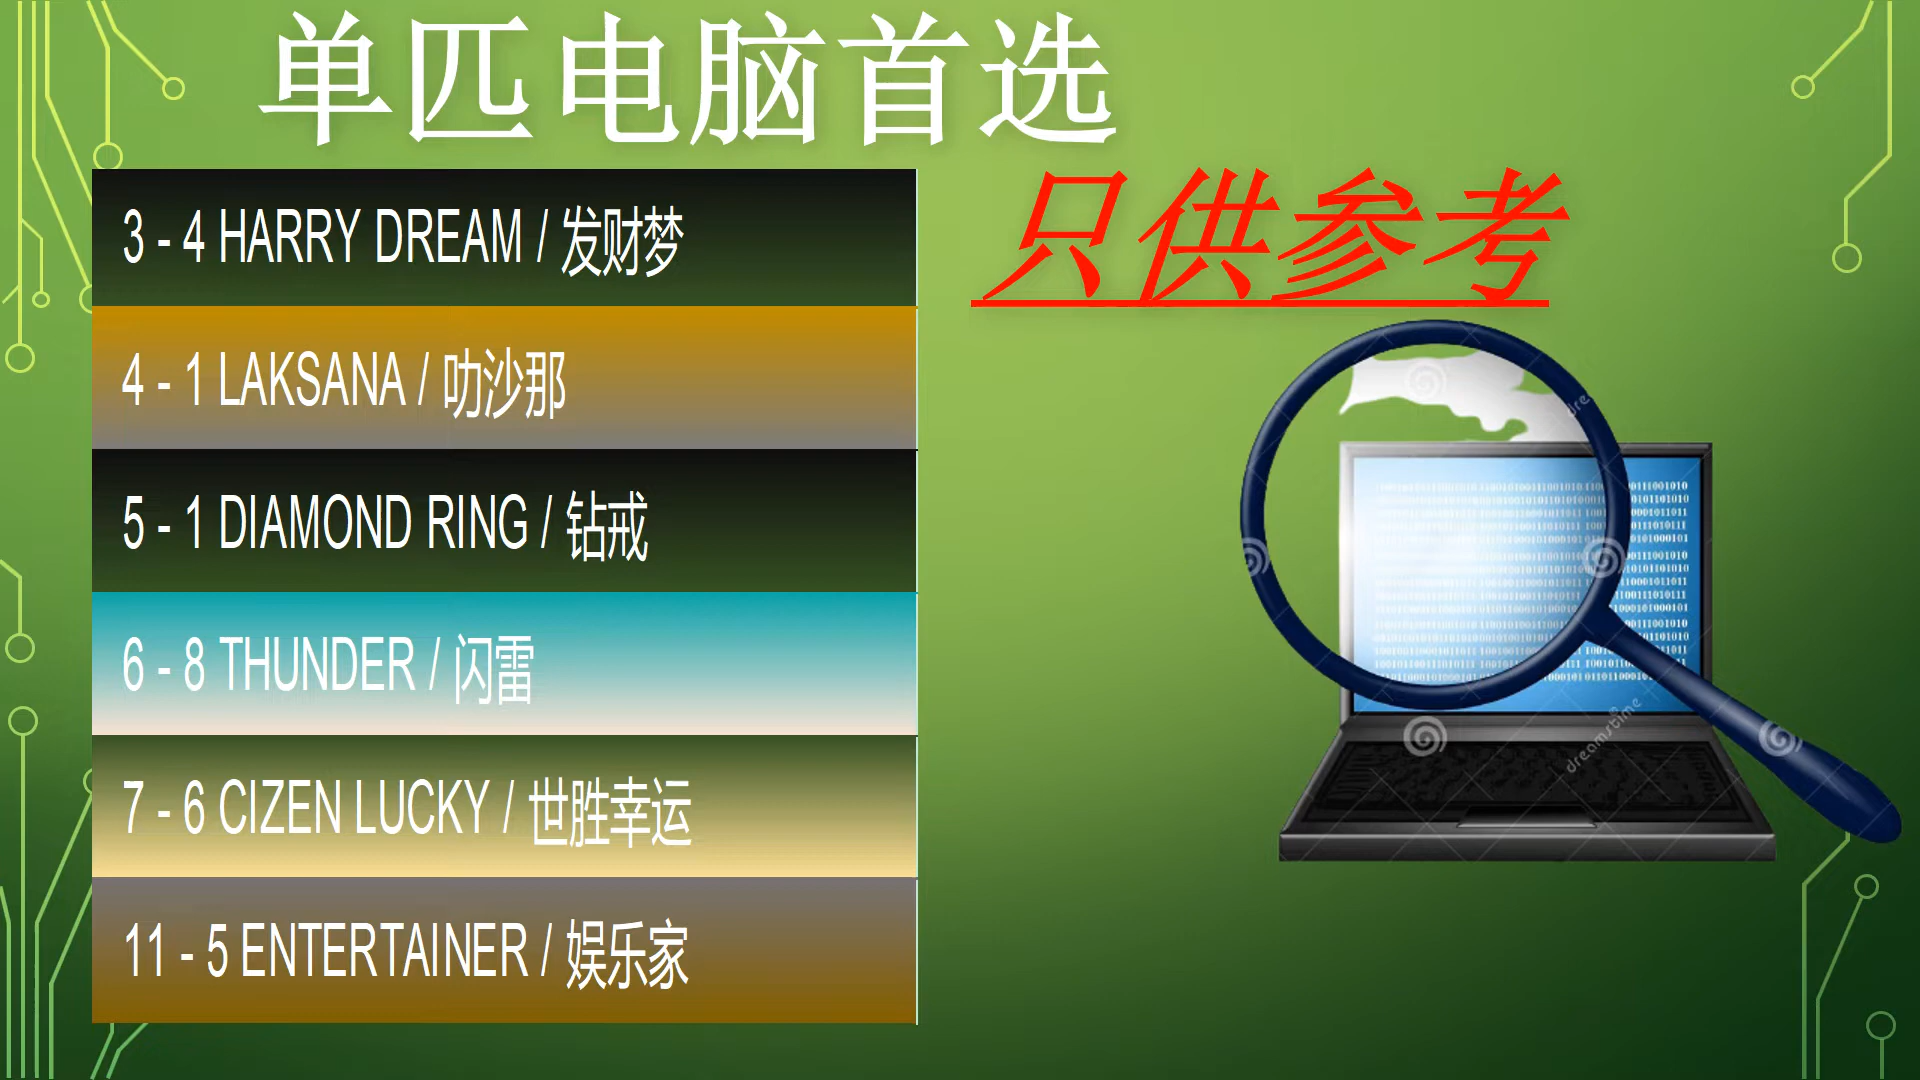 单匹电脑首选
只供参考
3 - 4 HARRY DREAM / 发财梦
4 - 1 LAKSANA / 叻沙那
5 - 1 DIAMOND RING / 钻戒
6 - 8 THUNDER / 闪雷
7 - 6 CIZEN LUCKY / 世胜幸运
11 - 5 ENTERTAINER / 娱乐家
dreamstime